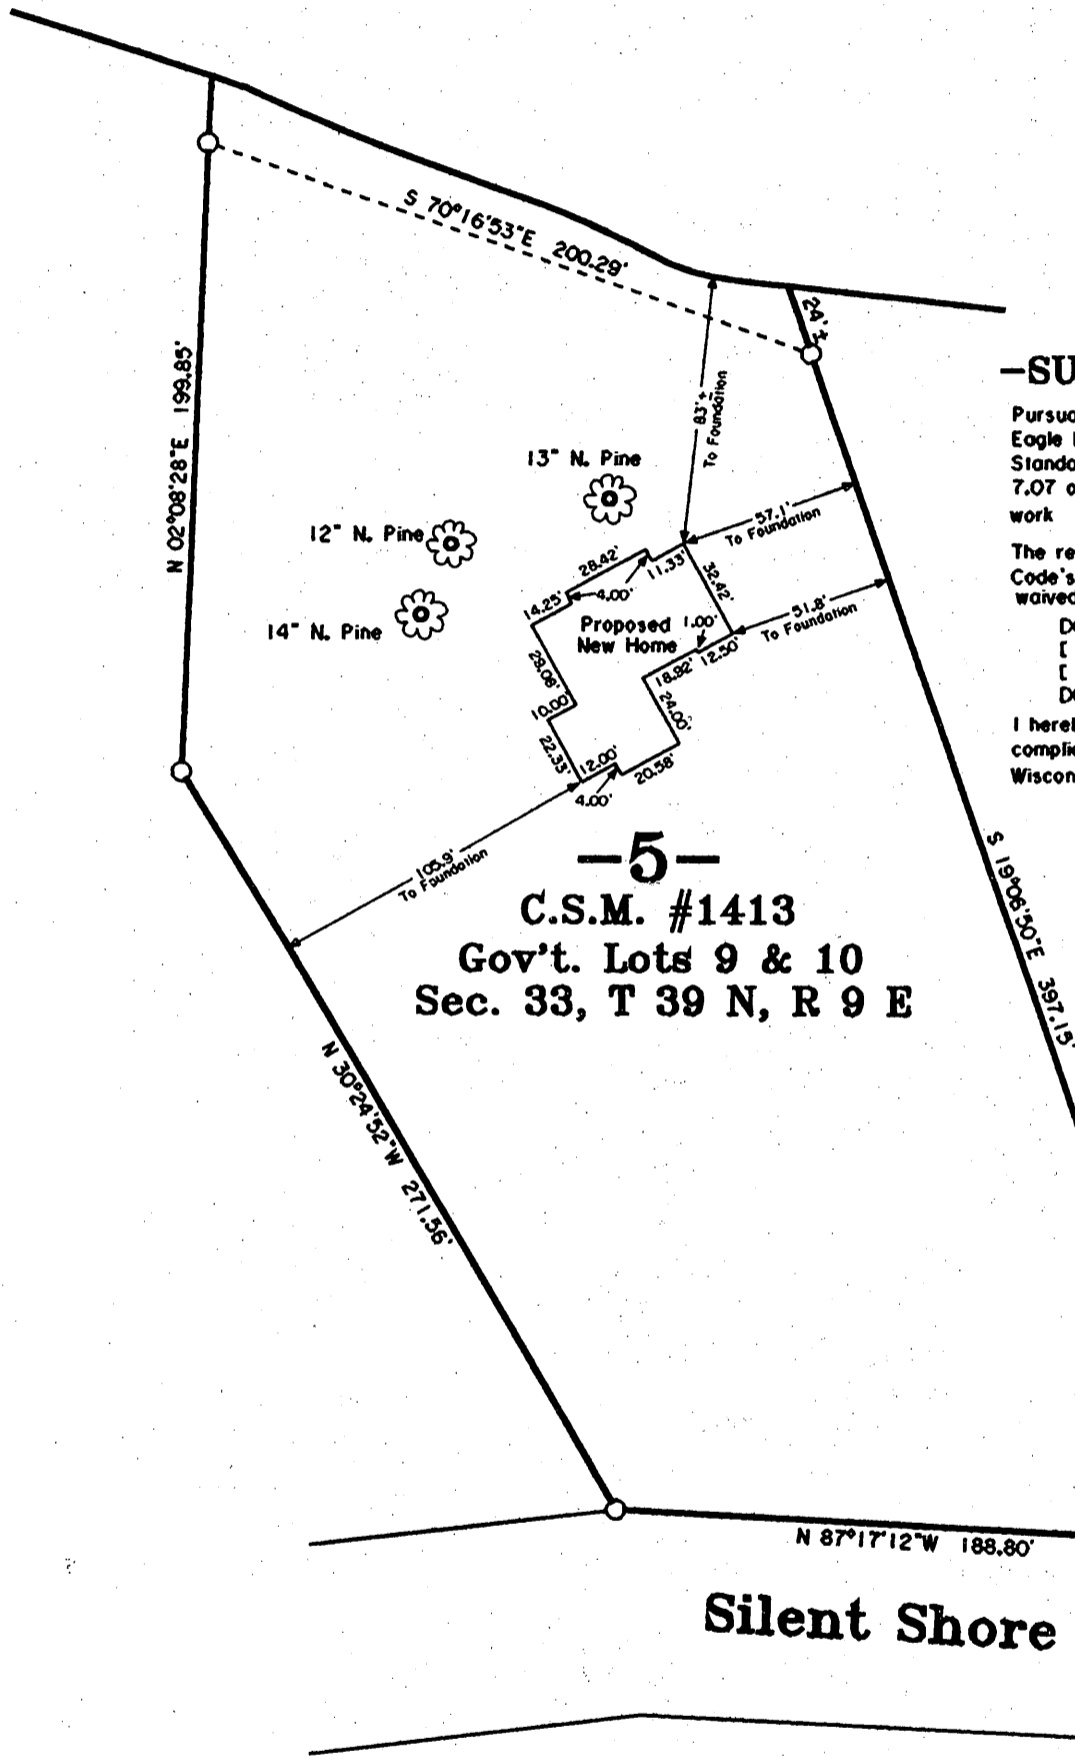 S 70°16'53"E 200.29'
24'±
N 02°08'28"E 199.85'
83'±
To Foundation
13" N. Pine
12" N. Pine
14" N. Pine
57.1'
To Foundation
51.8'
To Foundation
28.42'
11.33'
4.00'
32.42'
14.25'
Proposed
New Home
1.00'
12.50'
18.92'
29.08'
10.00'
24.00'
22.33'
12.00'
20.58'
4.00'
105.9'
To Foundation
-5-
C.S.M. #1413
Gov't. Lots 9 & 10
Sec. 33, T 39 N, R 9 E
S 19°06'50"E 397.15'
N 30°24'52"W 271.56'
N 87°17'12"W 188.80'
Silent Shore
-SU
Pursua
Eagle
Standa
7.07
work
The re
Code's
waived
I here
complie
Wiscon